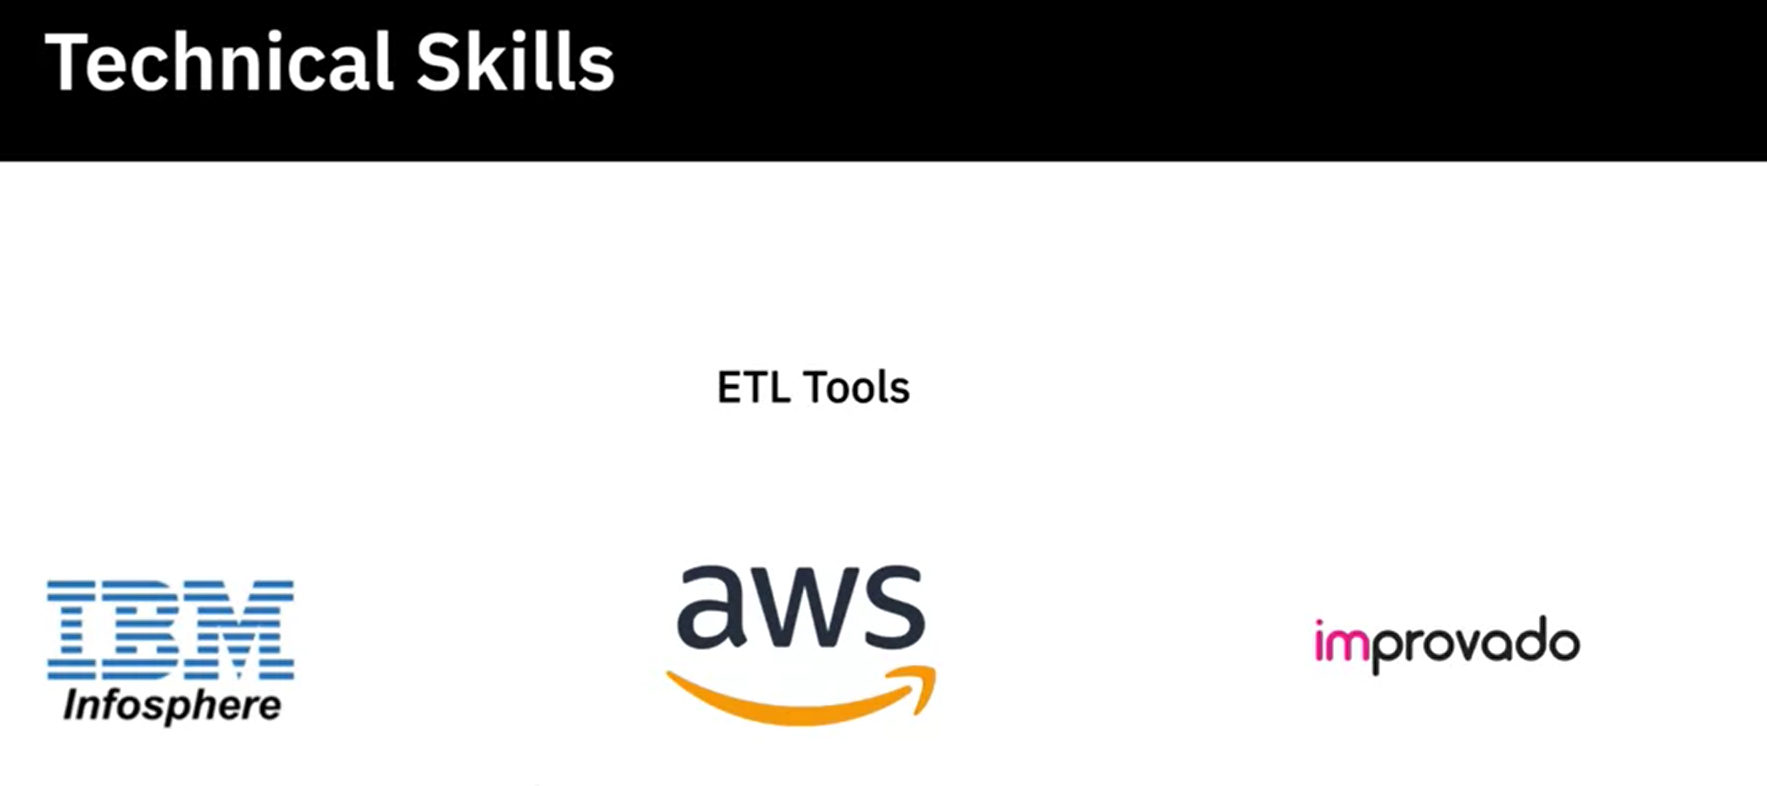 Technical Skills
ETL Tools
IBM
Infosphere
aws
improvado